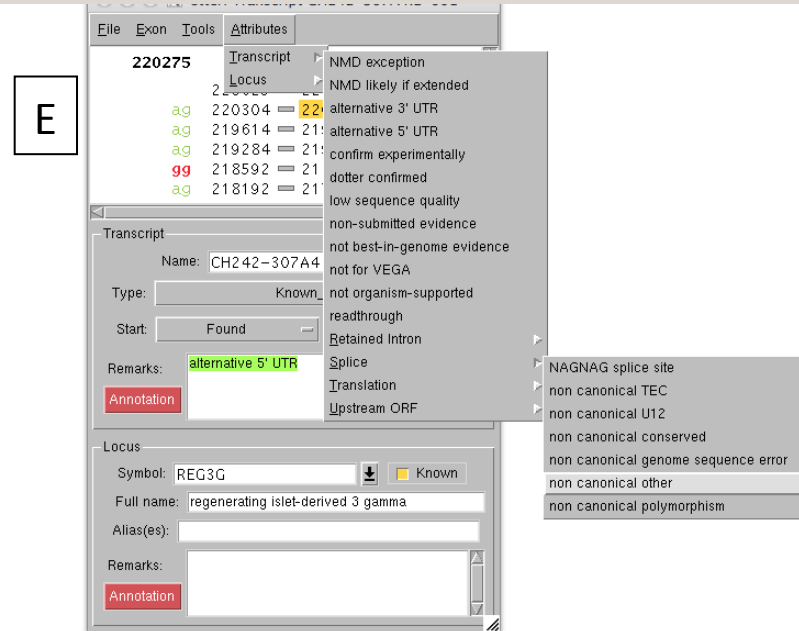 File Exon Tools Attributes
E
220275
ag 220304
ag 219614
ag 219284
gg 218592
ag 218192
Transcript
Locus
NMD exception
NMD likely if extended
alternative 3' UTR
alternative 5' UTR
confirm experimentally
dotter confirmed
low sequence quality
non-submitted evidence
not best-in-genome evidence
not for VEGA
not organism-supported
readthrough
Retained Intron
Splice
Translation
Upstream ORF
NAGNAG splice site
non canonical TEC
non canonical U12
non canonical conserved
non canonical genome sequence error
non canonical other
non canonical polymorphism
Transcript
Name: CH242-307A4
Type: Known_
Start: Found
Remarks: alternative 5' UTR
Annotation
Locus
Symbol: REG3G Known
Full name: regenerating islet-derived 3 gamma
Alias(es):
Remarks:
Annotation